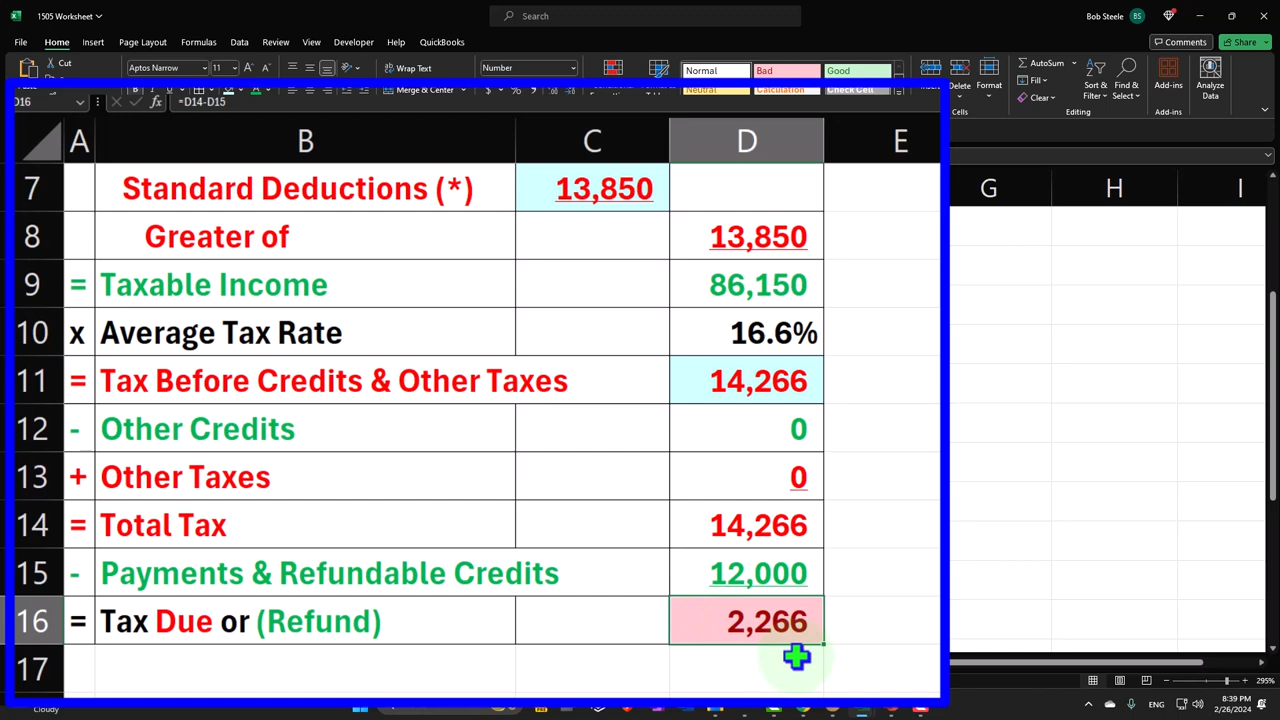 1505 Worksheet
Search
Bob Steele BS
File Home Insert Page Layout Formulas Data Review View Developer Help QuickBooks Comments Share
Cut Aptos Narrow 11 Wrap Text Number Normal Bad Good AutoSum
Merge & Center Neutral Calculation Check Cell Delete Format Fill Sort & Filter Find & Select Add-ins Analyze Data
Clear
Cells Editing Add-ins
D16 fx =D14-D15
A B C D E G H I
7 Standard Deductions (*) 13,850
8 Greater of 13,850
9 = Taxable Income 86,150
10 x Average Tax Rate 16.6%
11 = Tax Before Credits & Other Taxes 14,266
12 - Other Credits 0
13 + Other Taxes 0
14 = Total Tax 14,266
15 - Payments & Refundable Credits 12,000
16 = Tax Due or (Refund) 2,266
17
295%
Cloudy
ENG 8:39 PM
2/26/2024